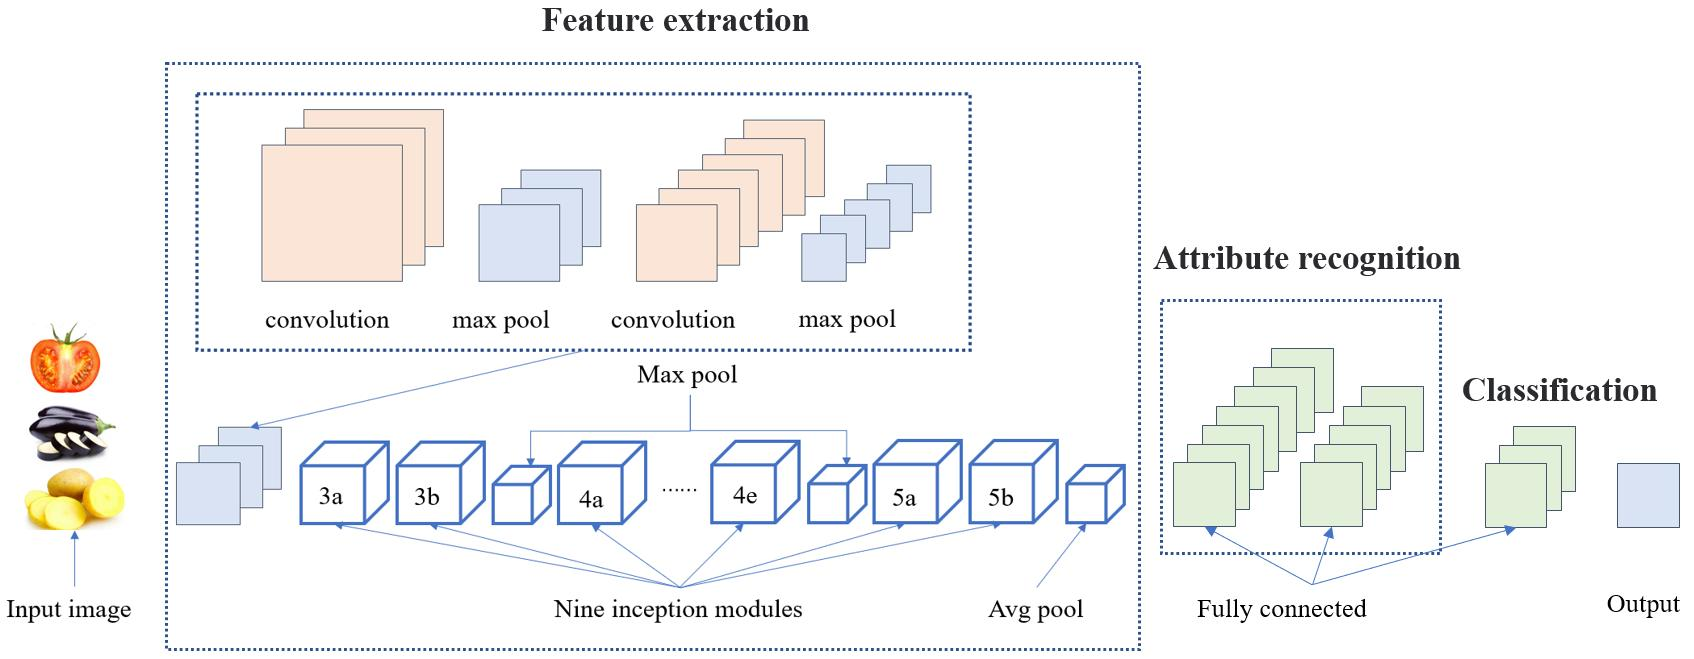 Feature extraction
convolution
max pool
convolution
max pool
Max pool
3a
3b
4a
......
4e
5a
5b
Input image
Nine inception modules
Avg pool
Attribute recognition
Fully connected
Classification
Output